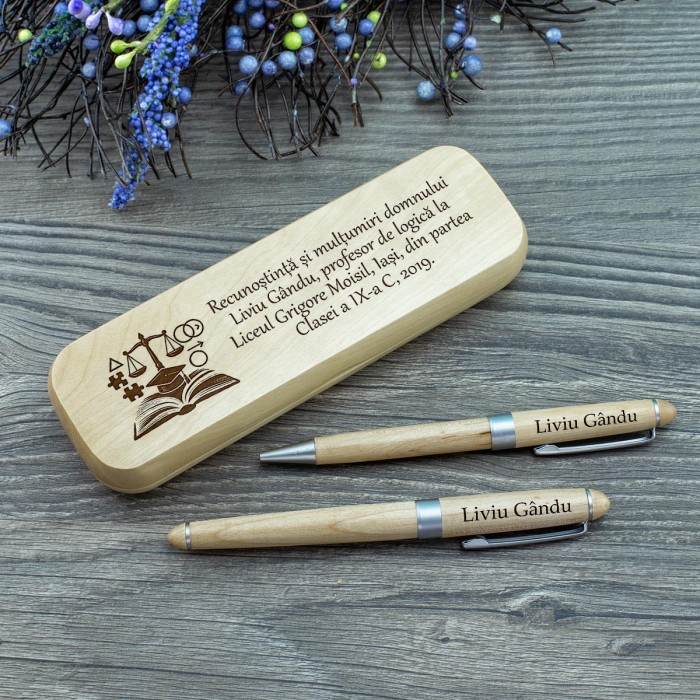 Recunoștință și mulțumiri domnului
Liviu Gându, profesor de logică la
Liceul Grigore Moisil, Iași, din partea
Clasei a IX-a C, 2019.
Liviu Gându
Liviu Gându